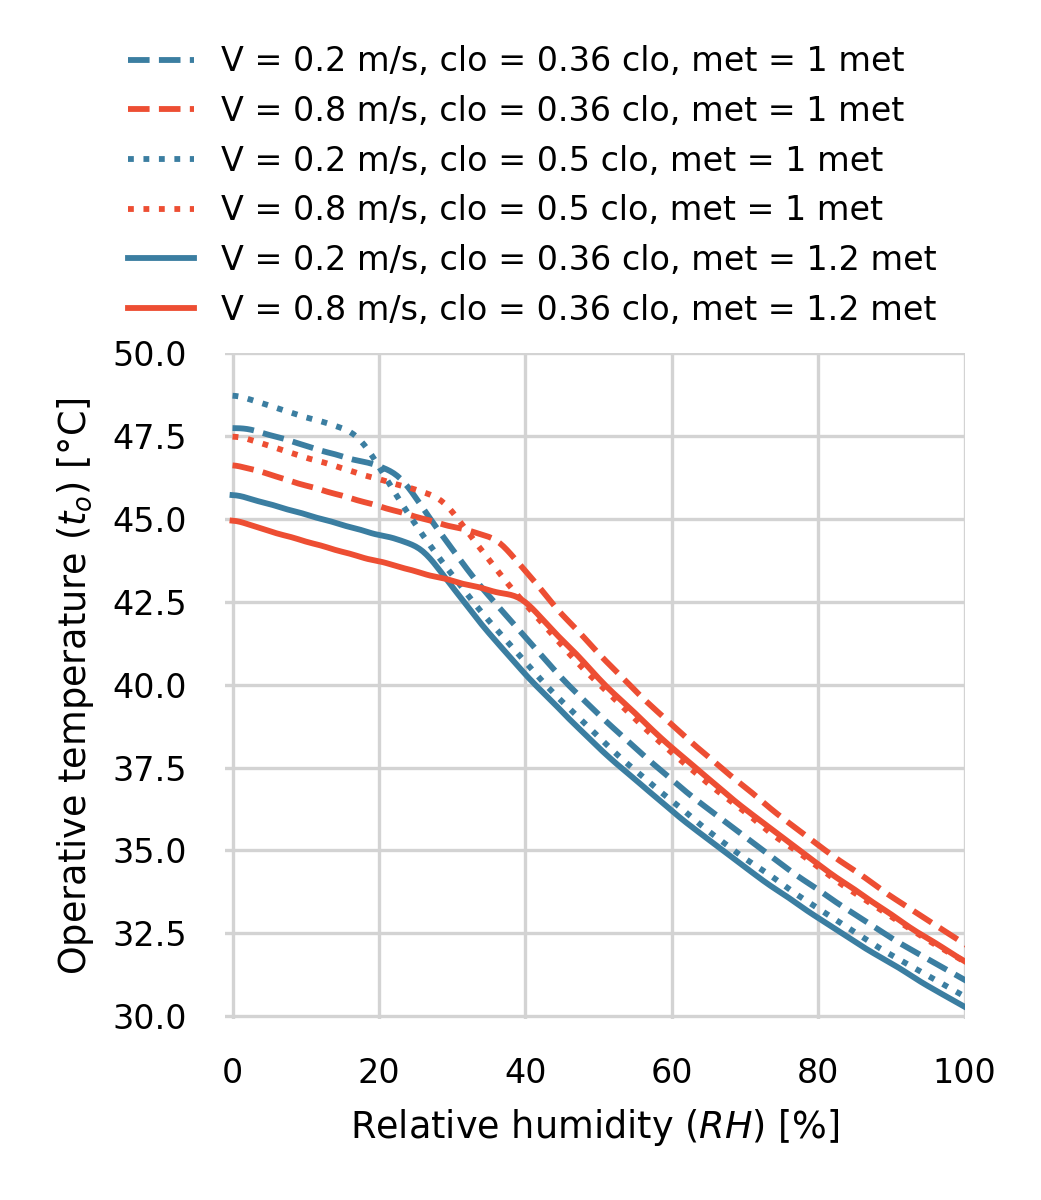 V = 0.2 m/s, clo = 0.36 clo, met = 1 met
V = 0.8 m/s, clo = 0.36 clo, met = 1 met
V = 0.2 m/s, clo = 0.5 clo, met = 1 met
V = 0.8 m/s, clo = 0.5 clo, met = 1 met
V = 0.2 m/s, clo = 0.36 clo, met = 1.2 met
V = 0.8 m/s, clo = 0.36 clo, met = 1.2 met
Operative temperature (t_o) [°C]
50.0
47.5
45.0
42.5
40.0
37.5
35.0
32.5
30.0
0 20 40 60 80 100
Relative humidity (RH) [%]